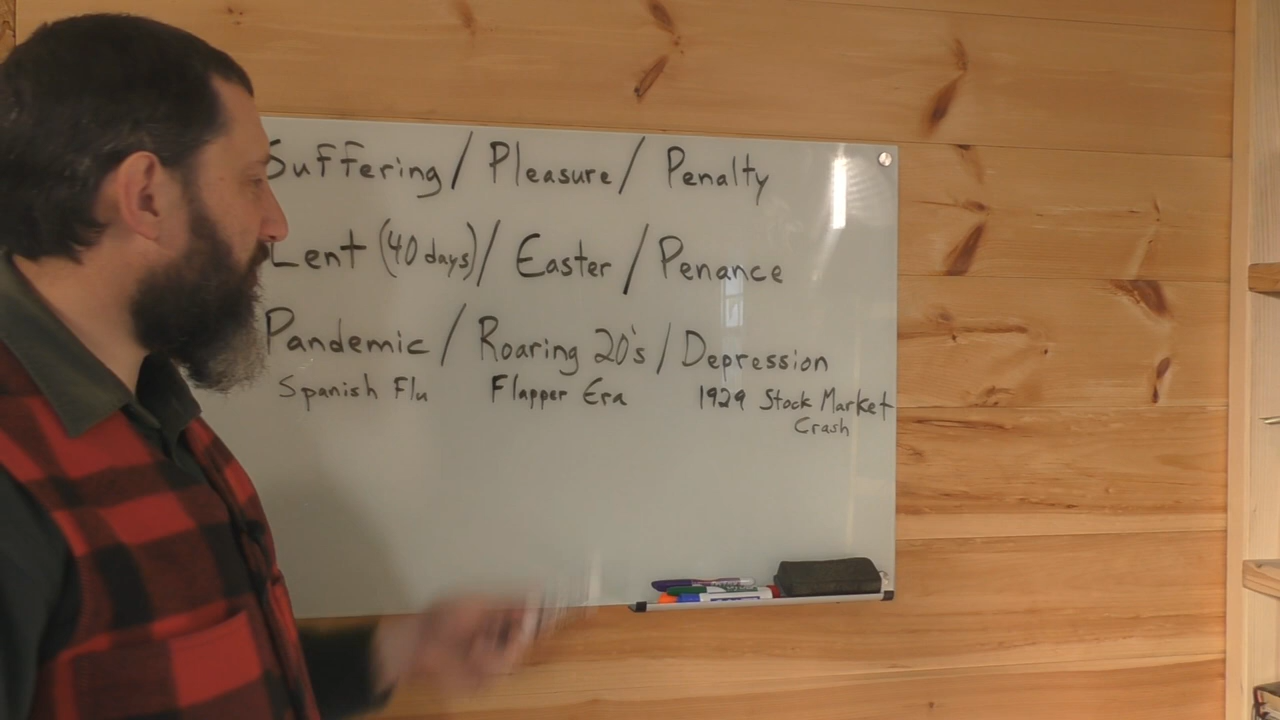 Suffering / Pleasure / Penalty
Lent (40 days) / Easter / Penance
Pandemic / Roaring 20's / Depression
Spanish Flu Flapper Era 1929 Stock Market
Crash